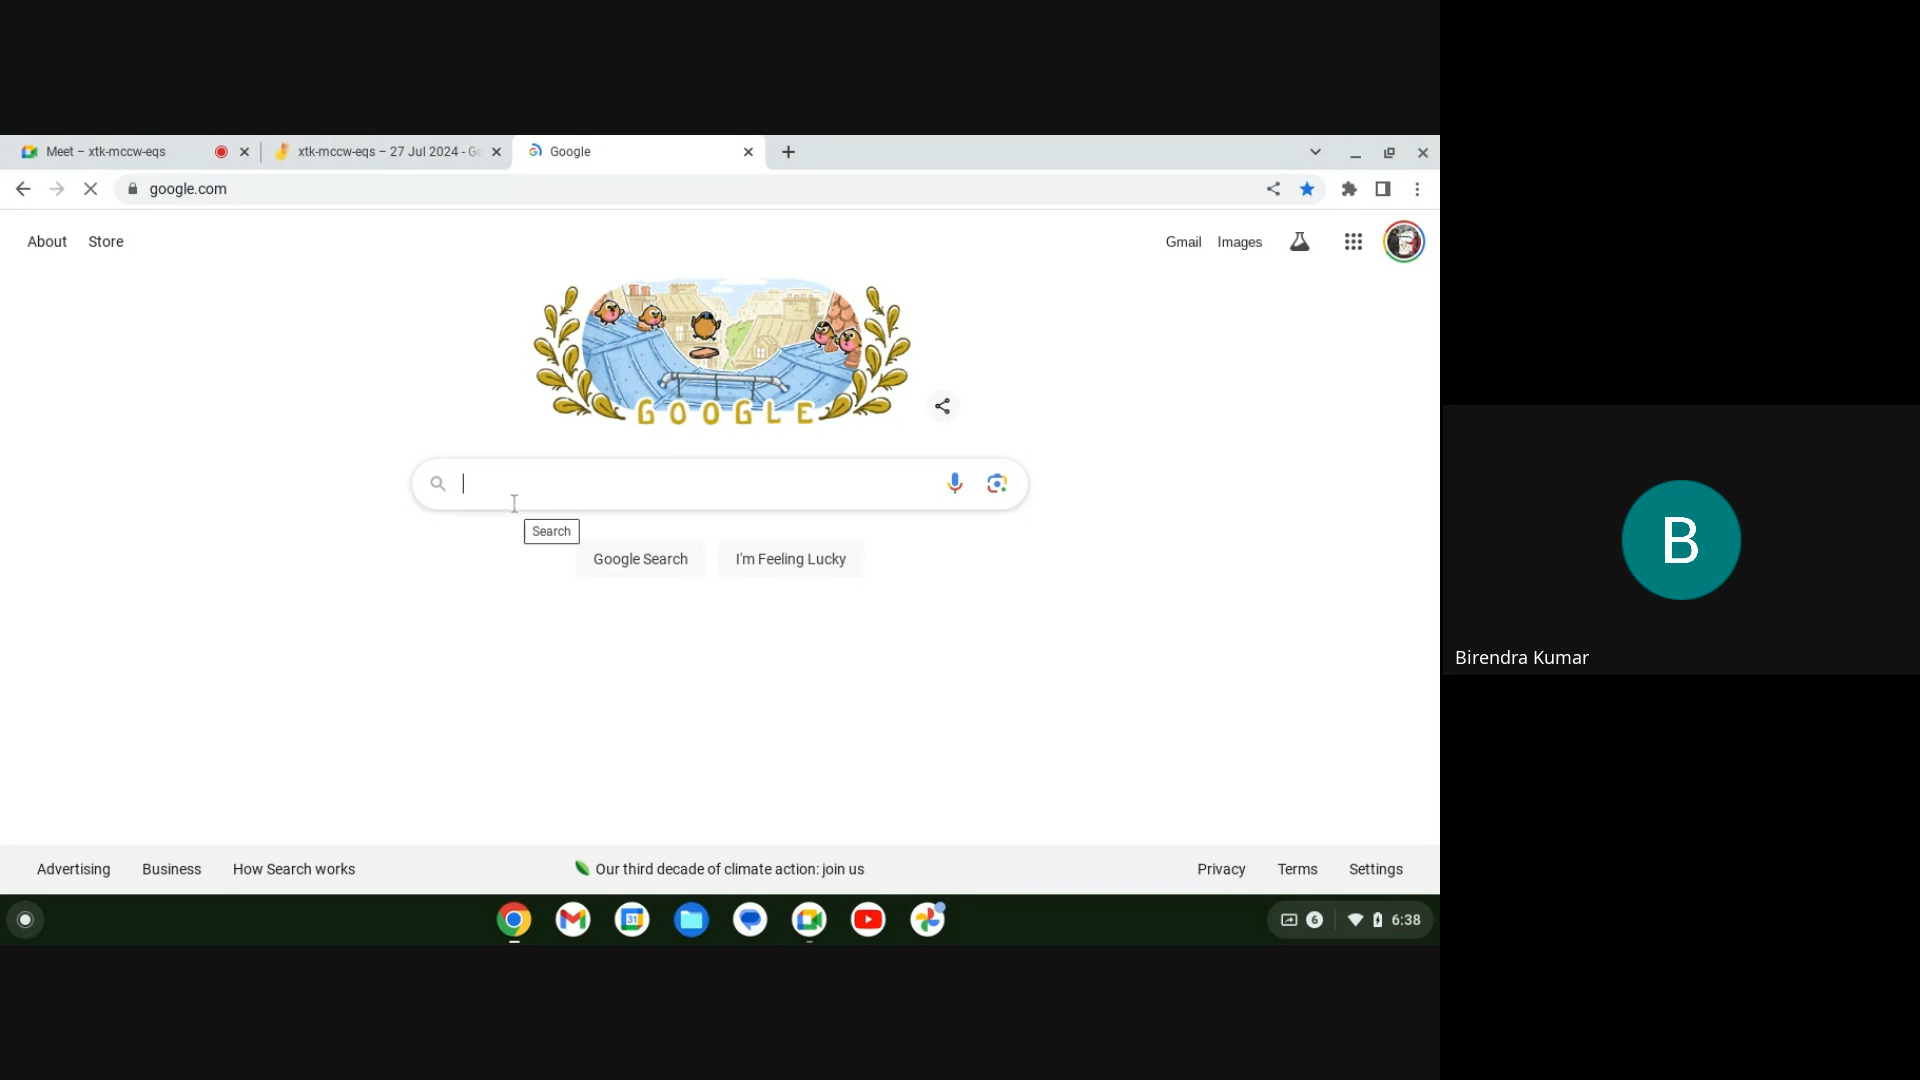 Meet – xtk-mccw-eqs
xtk-mccw-eqs – 27 Jul 2024 - Go
Google
google.com
About Store
Gmail Images
GOOGLE
Search
Google Search I'm Feeling Lucky
B
Birendra Kumar
Advertising Business How Search works
Our third decade of climate action: join us
Privacy Terms Settings
31
6 6:38